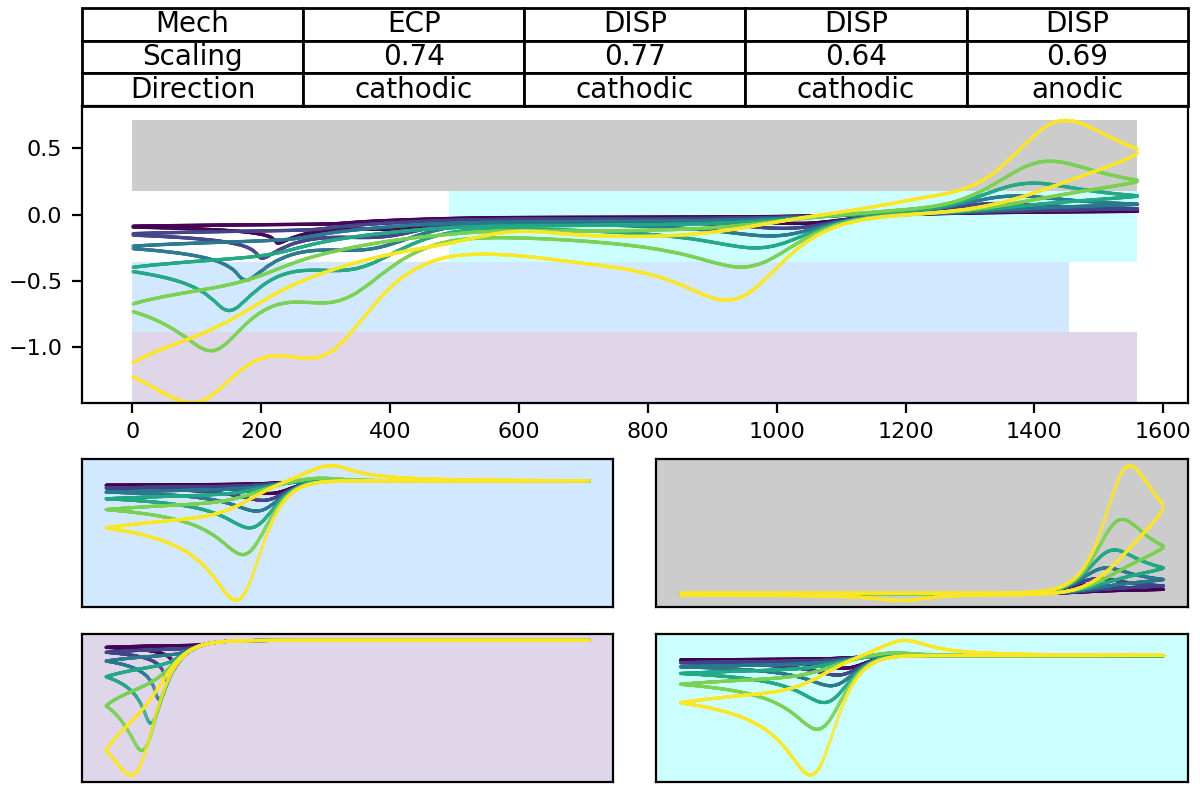 Mech ECP DISP DISP DISP
Scaling 0.74 0.77 0.64 0.69
Direction cathodic cathodic cathodic anodic
0.5
0.0
−0.5
−1.0
0 200 400 600 800 1000 1200 1400 1600